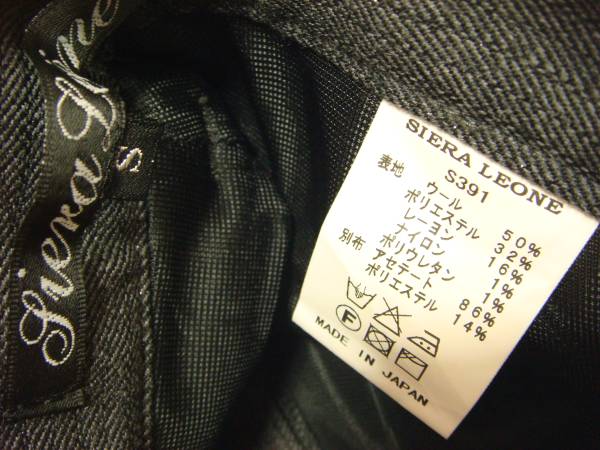 Siera Line
S
SIERA LEONE
S391
表地 ウール 50%
ポリエステル 32%
レーヨン 16%
ナイロン 1%
ポリウレタン 1%
別布 アセテート 86%
ポリエステル 14%
F
MADE IN JAPAN